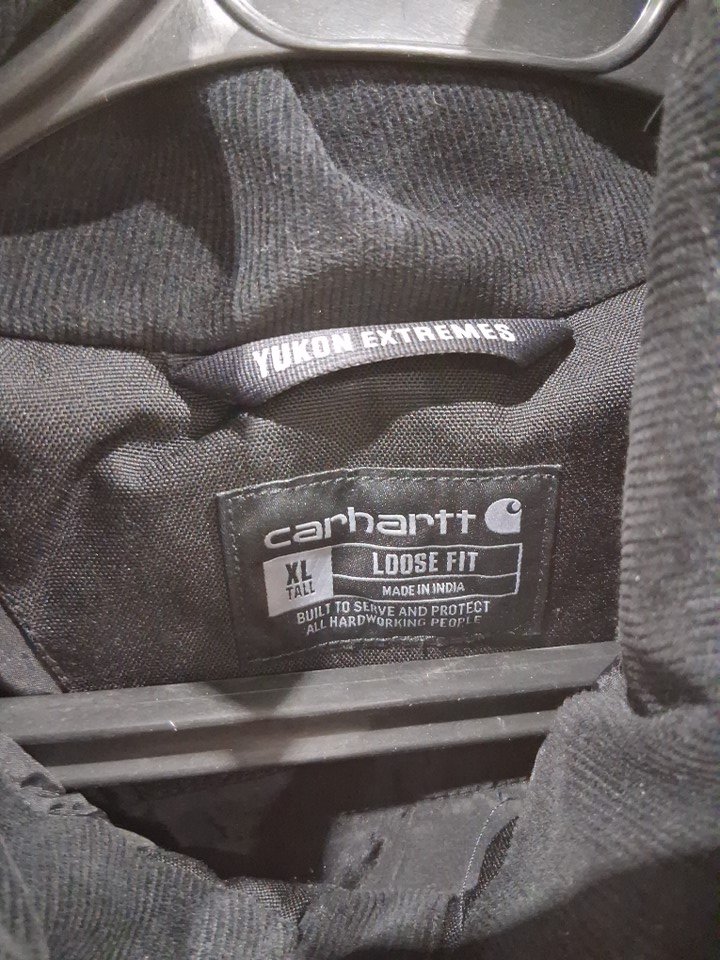 YUKON EXTREMES
carhartt
XL
TALL
LOOSE FIT
MADE IN INDIA
BUILT TO SERVE AND PROTECT
ALL HARDWORKING PEOPLE